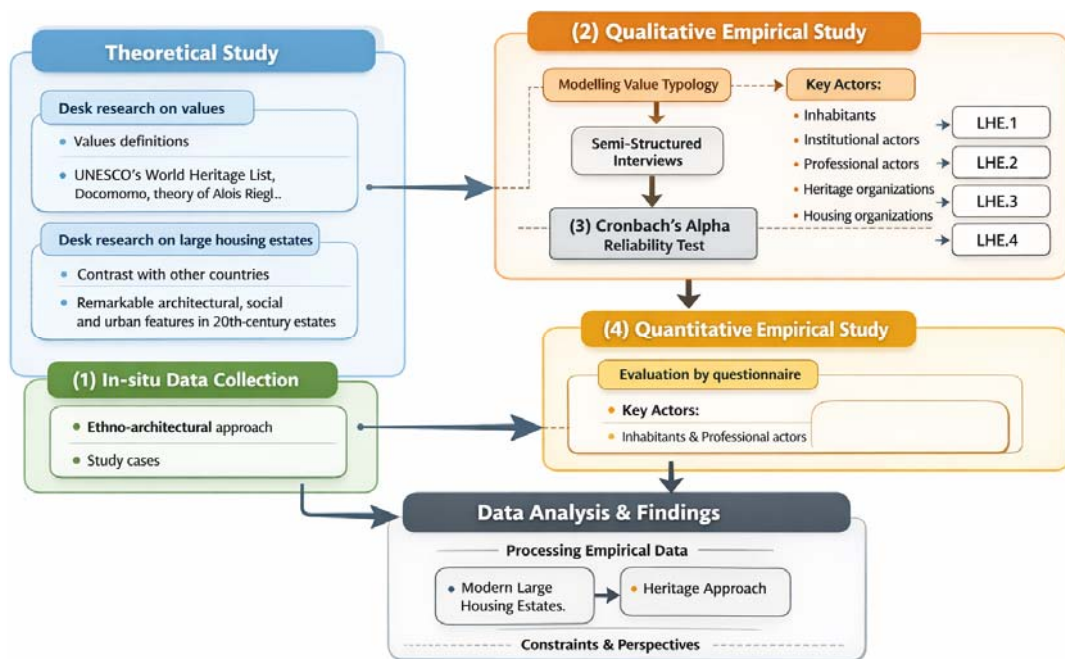 Theoretical Study
Desk research on values
• Values definitions
• UNESCO's World Heritage List,
Docomomo, theory of Alois Riegl..
Desk research on large housing estates
• Contrast with other countries
• Remarkable architectural, social
and urban features in 20th-century estates
(1) In-situ Data Collection
• Ethno-architectural approach
• Study cases
(2) Qualitative Empirical Study
Modelling Value Typology
Semi-Structured
Interviews
(3) Cronbach's Alpha
Reliability Test
Key Actors:
• Inhabitants
• Institutional actors
• Professional actors
• Heritage organizations
• Housing organizations
LHE.1
LHE.2
LHE.3
LHE.4
(4) Quantitative Empirical Study
Evaluation by questionnaire
• Key Actors:
• Inhabitants & Professional actors
Data Analysis & Findings
Processing Empirical Data
• Modern Large
Housing Estates.
• Heritage Approach
Constraints & Perspectives